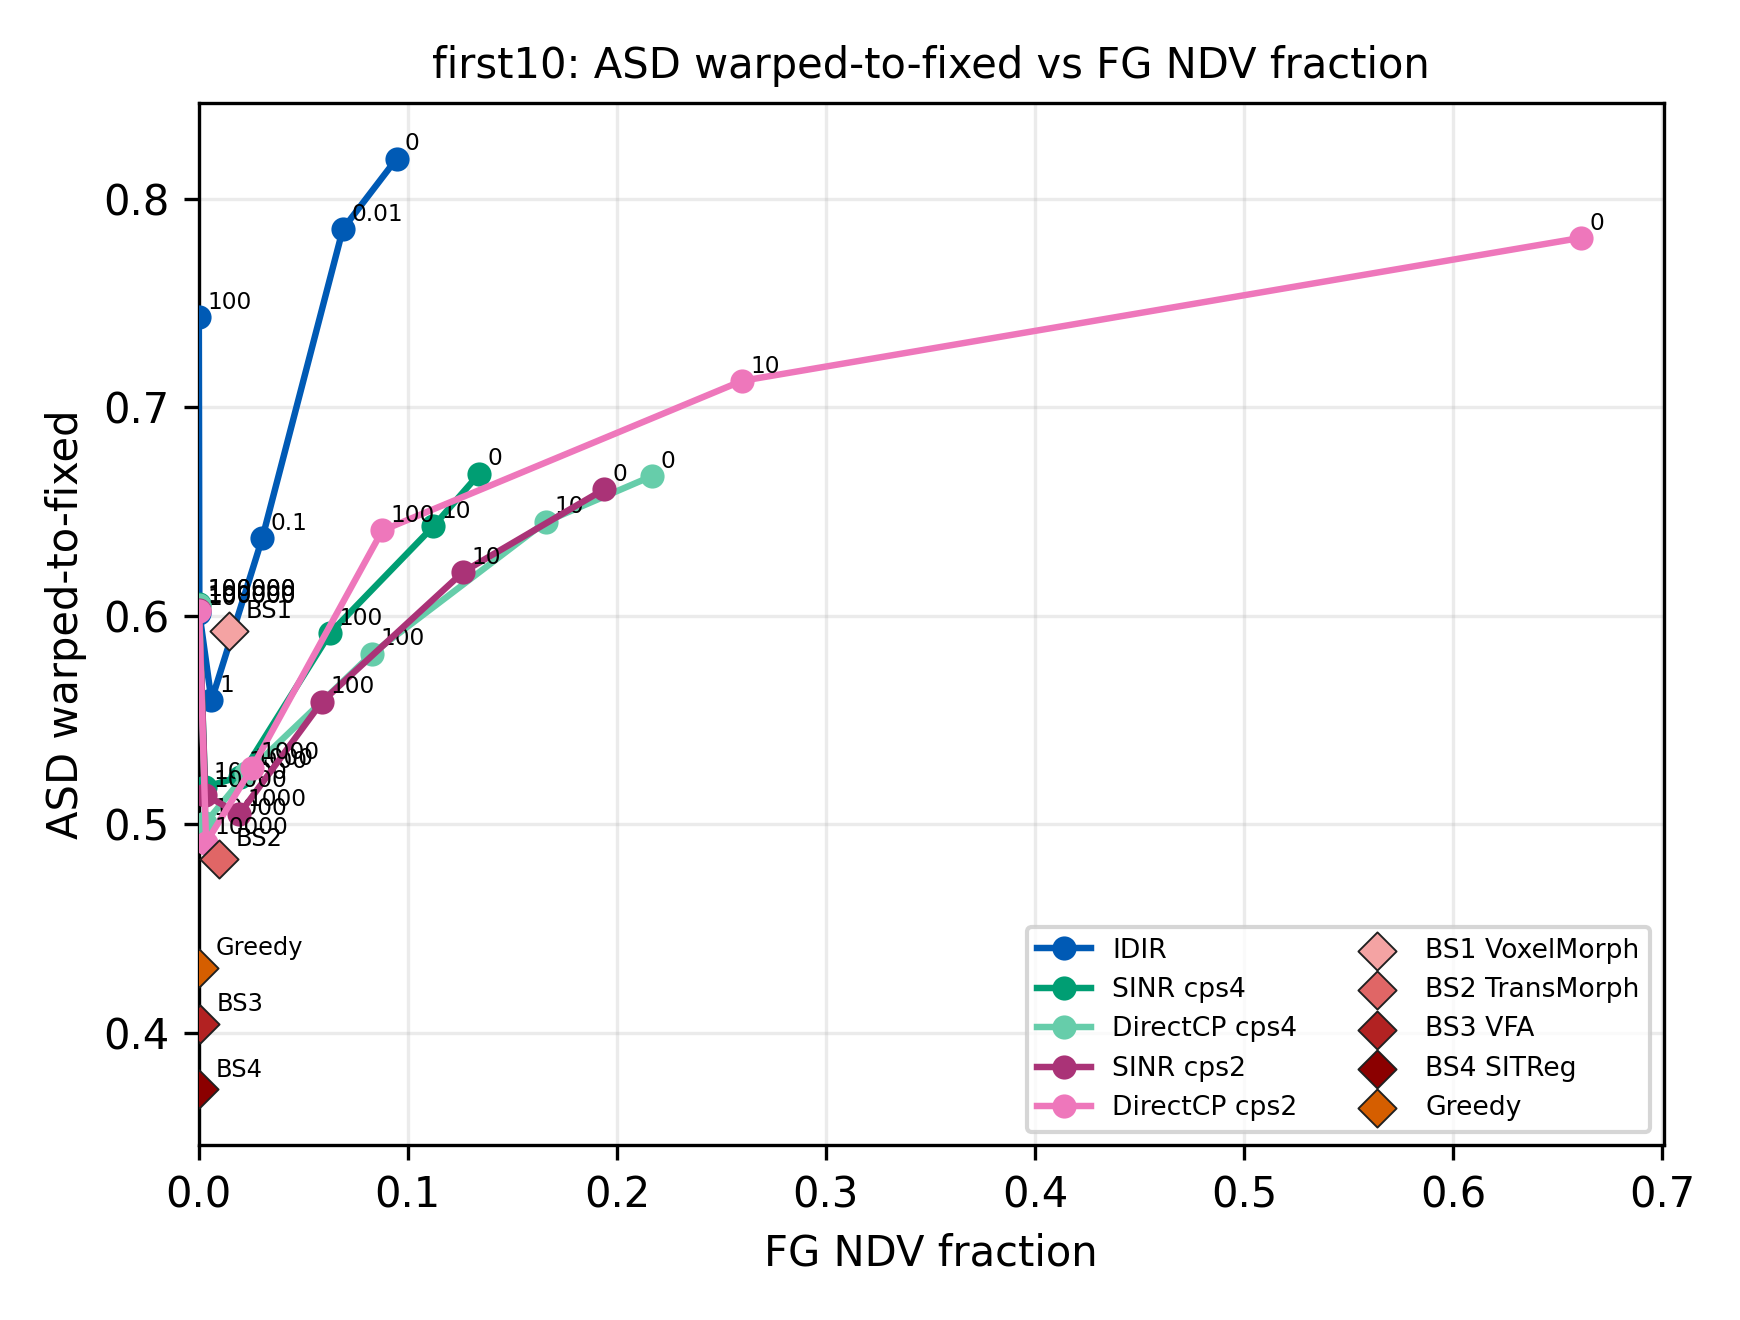 first10: ASD warped-to-fixed vs FG NDV fraction
ASD warped-to-fixed
0.8
0.7
0.6
0.5
0.4
0
0.01
100
0.1
1
BS1
0
10
100
0
10
100
0
10
100
0
10
100
1000
1000
10000
BS2
Greedy
BS3
BS4
IDIR
SINR cps4
DirectCP cps4
SINR cps2
DirectCP cps2
BS1 VoxelMorph
BS2 TransMorph
BS3 VFA
BS4 SITReg
Greedy
0.0 0.1 0.2 0.3 0.4 0.5 0.6 0.7
FG NDV fraction